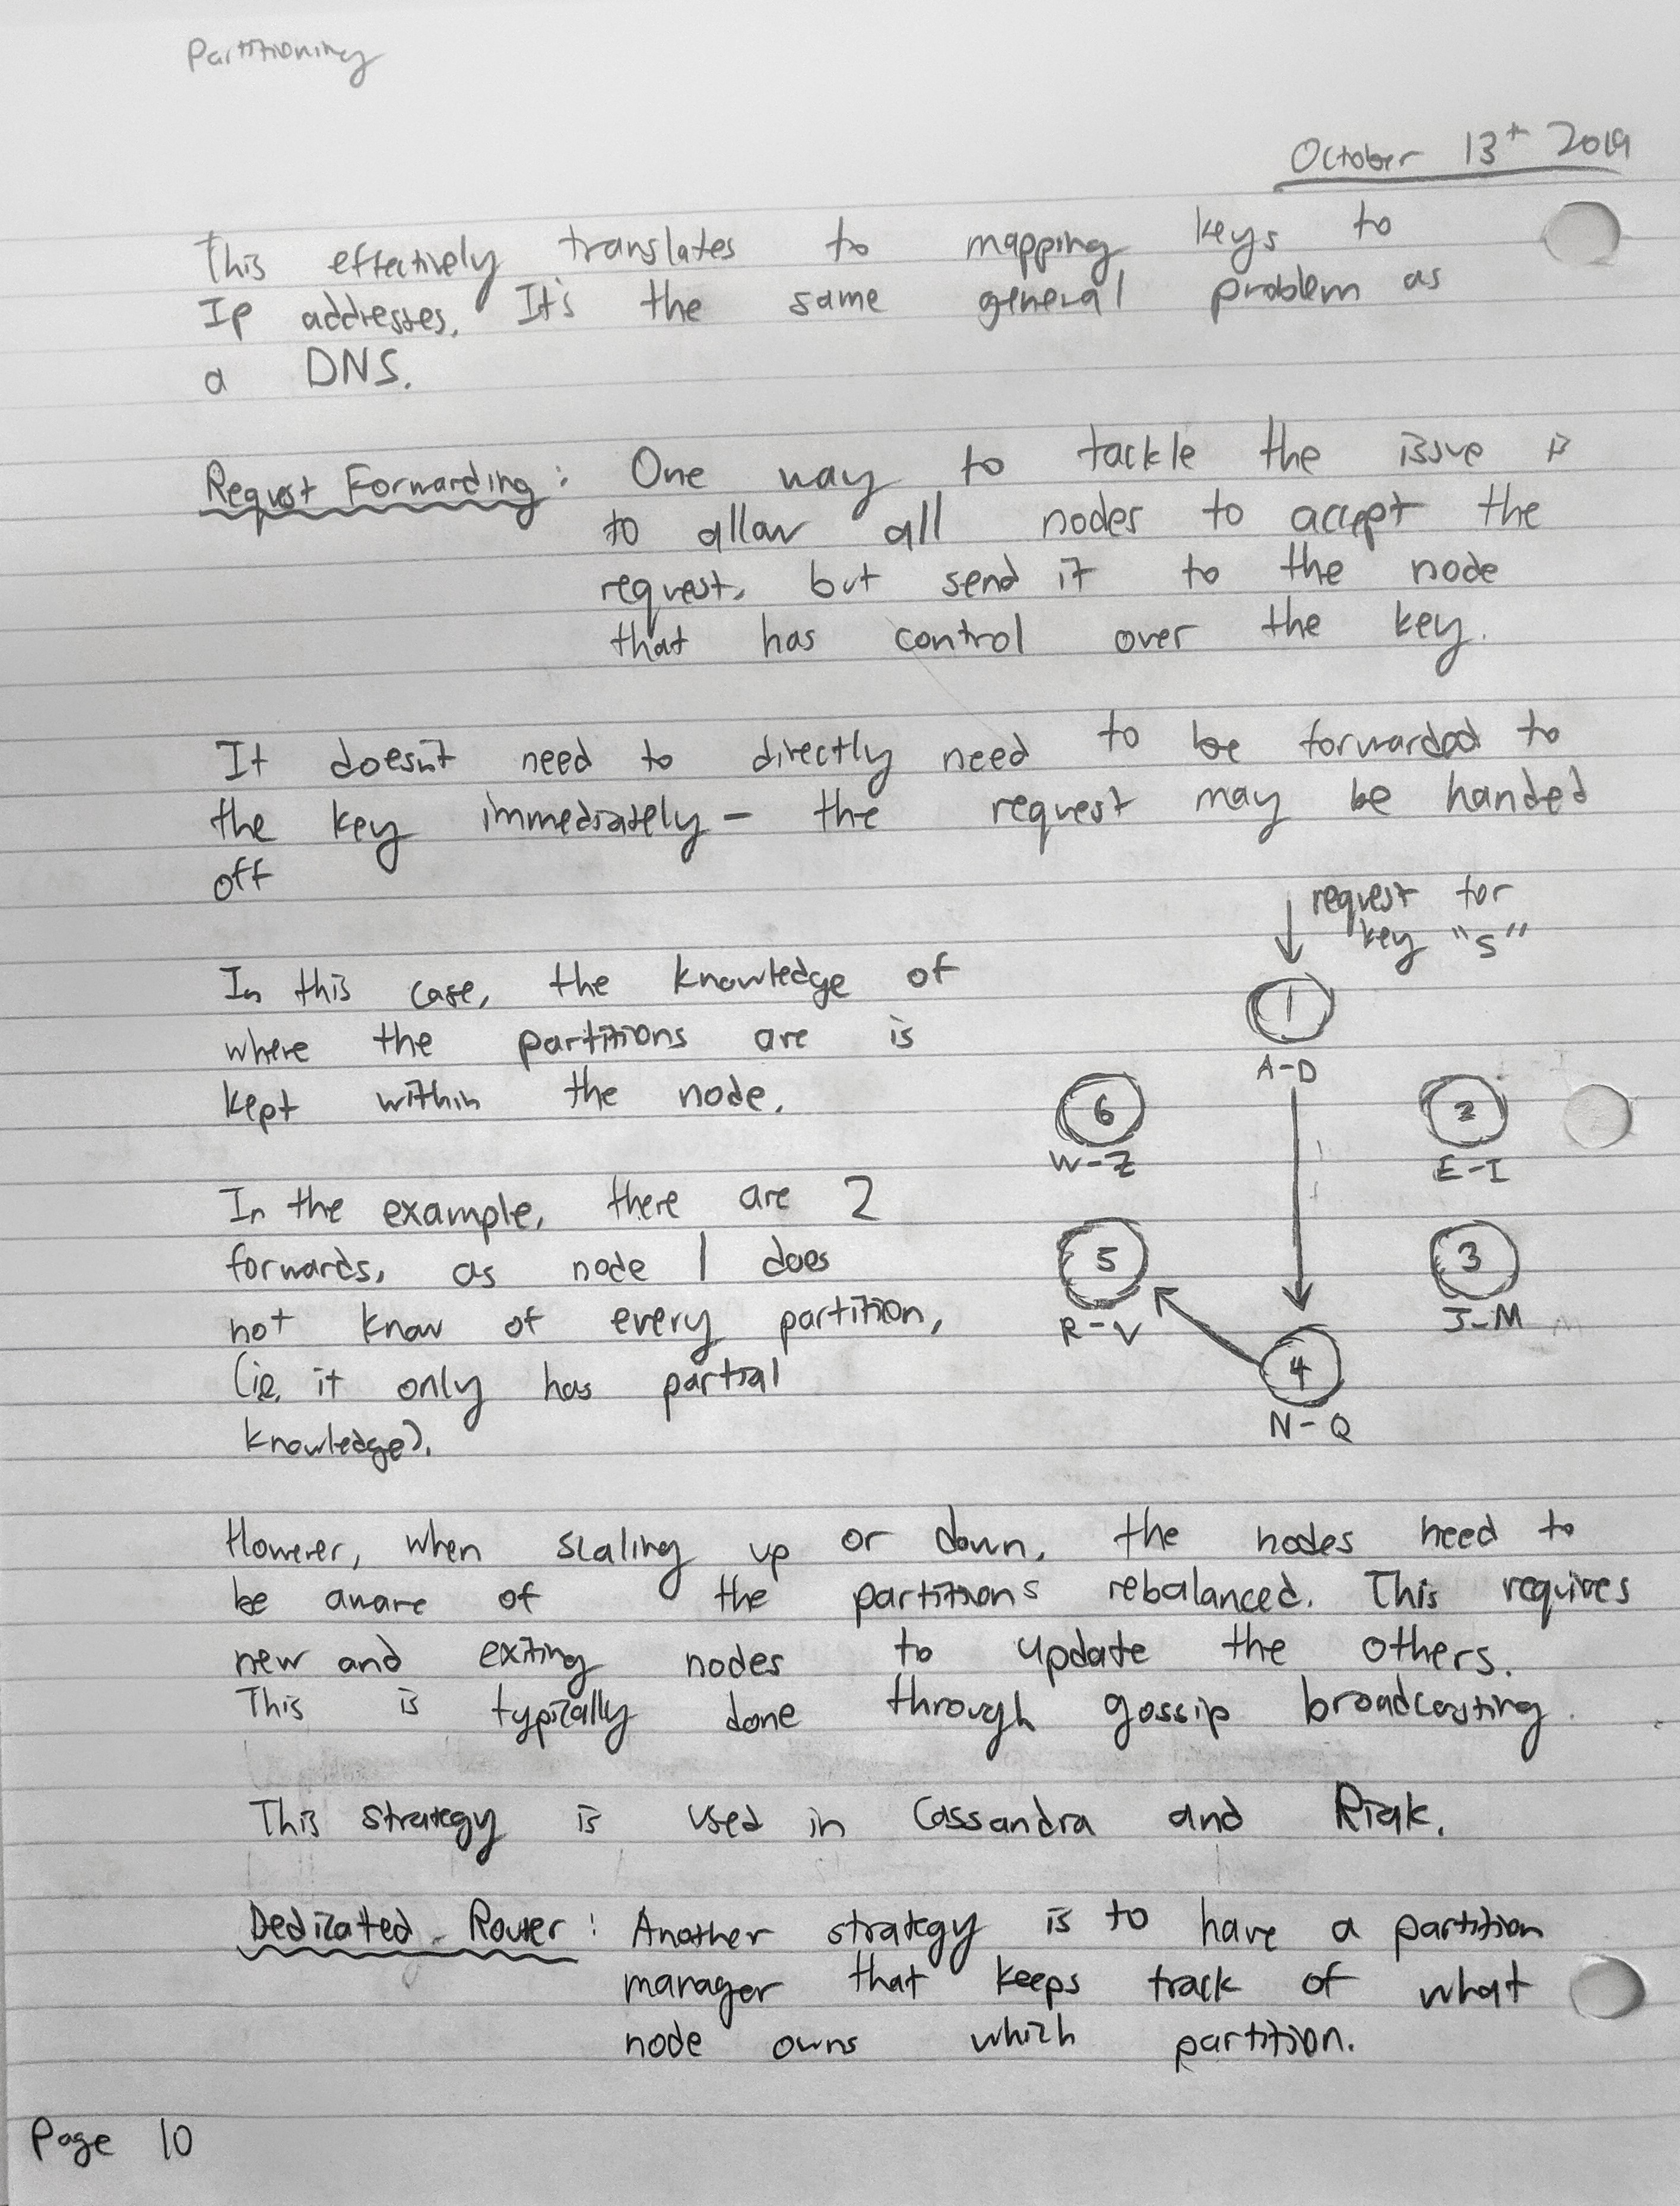 Partitioning
October 13th 2019
This effectively translates to mapping keys to
IP addresses. It's the same general problem as
a DNS.
Request Forwarding: One way to tackle the issue is
to allow all nodes to accept the
request, but send it to the node
that has control over the key.
It doesn't need to directly need to be forwarded to
the key immediately - the request may be handed
off
request for
key "S"
In this case, the knowledge of
where the partitions are is
kept within the node.
In the example, there are 2
forwards, as node 1 does
not know of every partition,
(ie. it only has partial
knowledge).
1
A-D
6
W-Z
2
E-I
5
R-V
3
J-M
4
N-Q
However, when scaling up or down, the nodes need to
be aware of the partitions rebalanced. This requires
new and exiting nodes to update the others.
This is typically done through gossip broadcasting.
This strategy is used in Cassandra and Riak.
Dedicated Router: Another strategy is to have a partition
manager that keeps track of what
node owns which partition.
Page 10